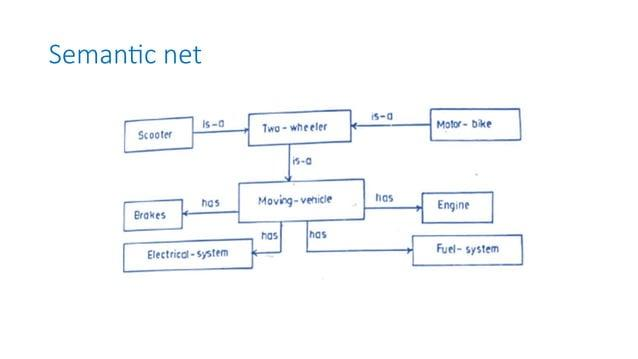 Semantic net
Scooter
is-a
Two-wheeler
is-a
Motor-bike
is-a
Brakes
has
Moving-vehicle
has
Engine
Electrical-system
has
has
Fuel-system